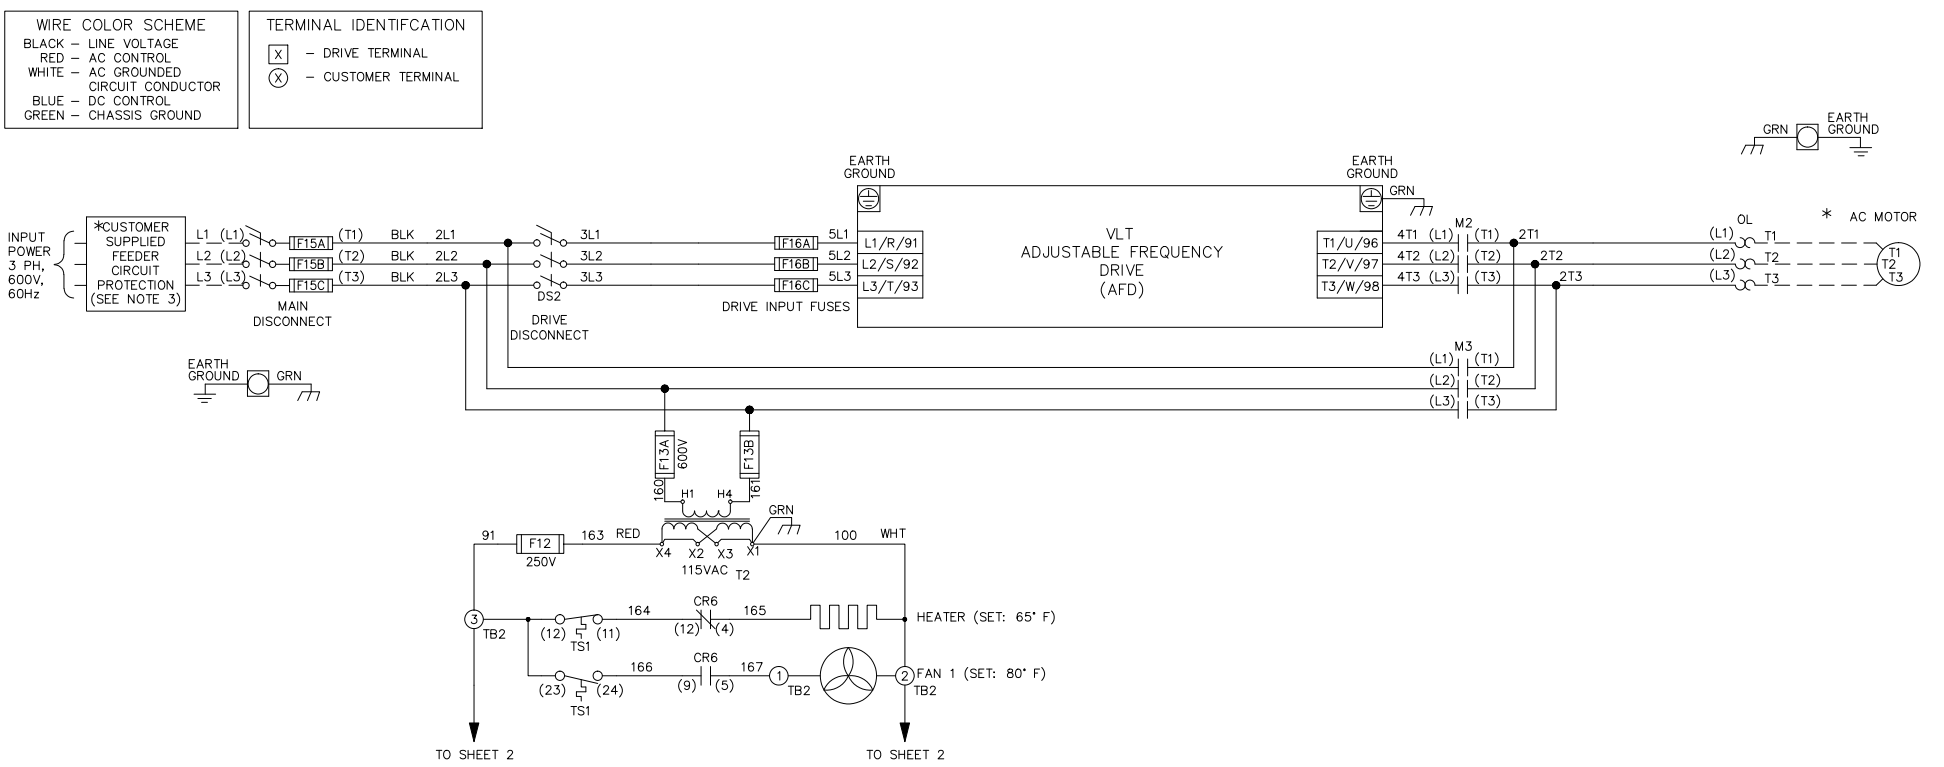 WIRE COLOR SCHEME
BLACK – LINE VOLTAGE
RED – AC CONTROL
WHITE – AC GROUNDED
CIRCUIT CONDUCTOR
BLUE – DC CONTROL
GREEN – CHASSIS GROUND
TERMINAL IDENTIFCATION
X – DRIVE TERMINAL
X – CUSTOMER TERMINAL
GRN
EARTH
GROUND
EARTH
GROUND
EARTH
GROUND
GRN
INPUT
POWER
3 PH,
600V,
60Hz
*CUSTOMER
SUPPLIED
FEEDER
CIRCUIT
PROTECTION
(SEE NOTE 3)
L1 (L1) F15A (T1) BLK 2L1 3L1 F16A 5L1 L1/R/91
L2 (L2) F15B (T2) BLK 2L2 3L2 F16B 5L2 L2/S/92
L3 (L3) F15C (T3) BLK 2L3 3L3 F16C 5L3 L3/T/93
MAIN
DISCONNECT
DS2
DRIVE
DISCONNECT
DRIVE INPUT FUSES
VLT
ADJUSTABLE FREQUENCY
DRIVE
(AFD)
M2
OL
* AC MOTOR
T1/U/96 4T1 (L1) (T1) 2T1 (L1) T1
T2/V/97 4T2 (L2) (T2) 2T2 (L2) T2
T3/W/98 4T3 (L3) (T3) 2T3 (L3) T3
T1
T2
T3
EARTH
GROUND
GRN
M3
(L1) (T1)
(L2) (T2)
(L3) (T3)
F13A
600V
F13B
160
161
H1 H4
GRN
91 F12 163 RED
250V
X4 X2 X3 X1
100 WHT
115VAC T2
3
TB2
(12) (11)
TS1
164
CR6
(12) (4)
165
HEATER (SET: 65° F)
(23) (24)
TS1
166
CR6
(9) (5)
167
1
TB2
2
TB2
FAN 1 (SET: 80° F)
TO SHEET 2
TO SHEET 2